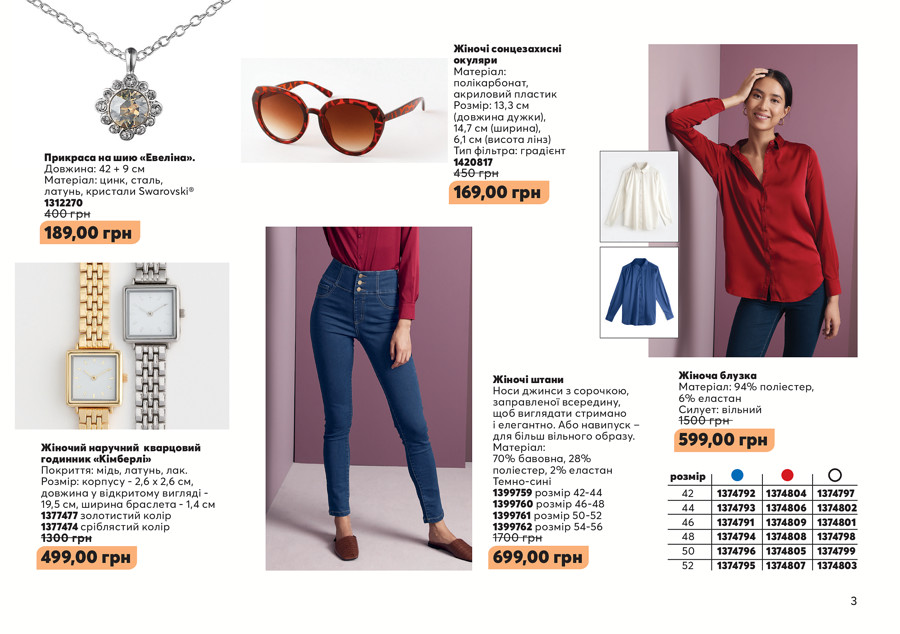 Прикраса на шию «Евеліна».
Довжина: 42 + 9 см
Матеріал: цинк, сталь,
латунь, кристали Swarovski®
1312270
400 грн
189,00 грн
Жіночі сонцезахисні
окуляри
Матеріал:
полікарбонат,
акриловий пластик
Розмір: 13,3 см
(довжина дужки),
14,7 см (ширина),
6,1 см (висота лінз)
Тип фільтра: градієнт
1420817
450 грн
169,00 грн
Жіночий наручний кварцовий
годинник «Кімберлі»
Покриття: мідь, латунь, лак.
Розмір: корпусу - 2,6 х 2,6 см,
довжина у відкритому вигляді -
19,5 см, ширина браслета - 1,4 см
1377477 золотистий колір
1377474 сріблястий колір
1300 грн
499,00 грн
Жіночі штани
Носи джинси з сорочкою,
заправленої всередину,
щоб виглядати стримано
і елегантно. Або навипуск –
для більш вільного образу.
Матеріал:
70% бавовна, 28%
поліестер, 2% еластан
Темно-сині
1399759 розмір 42-44
1399760 розмір 46-48
1399761 розмір 50-52
1399762 розмір 54-56
1700 грн
699,00 грн
Жіноча блузка
Матеріал: 94% поліестер,
6% еластан
Силует: вільний
1500 грн
599,00 грн
розмір
42 1374792 1374804 1374797
44 1374793 1374806 1374802
46 1374791 1374809 1374801
48 1374794 1374808 1374798
50 1374796 1374805 1374799
52 1374795 1374807 1374803
3